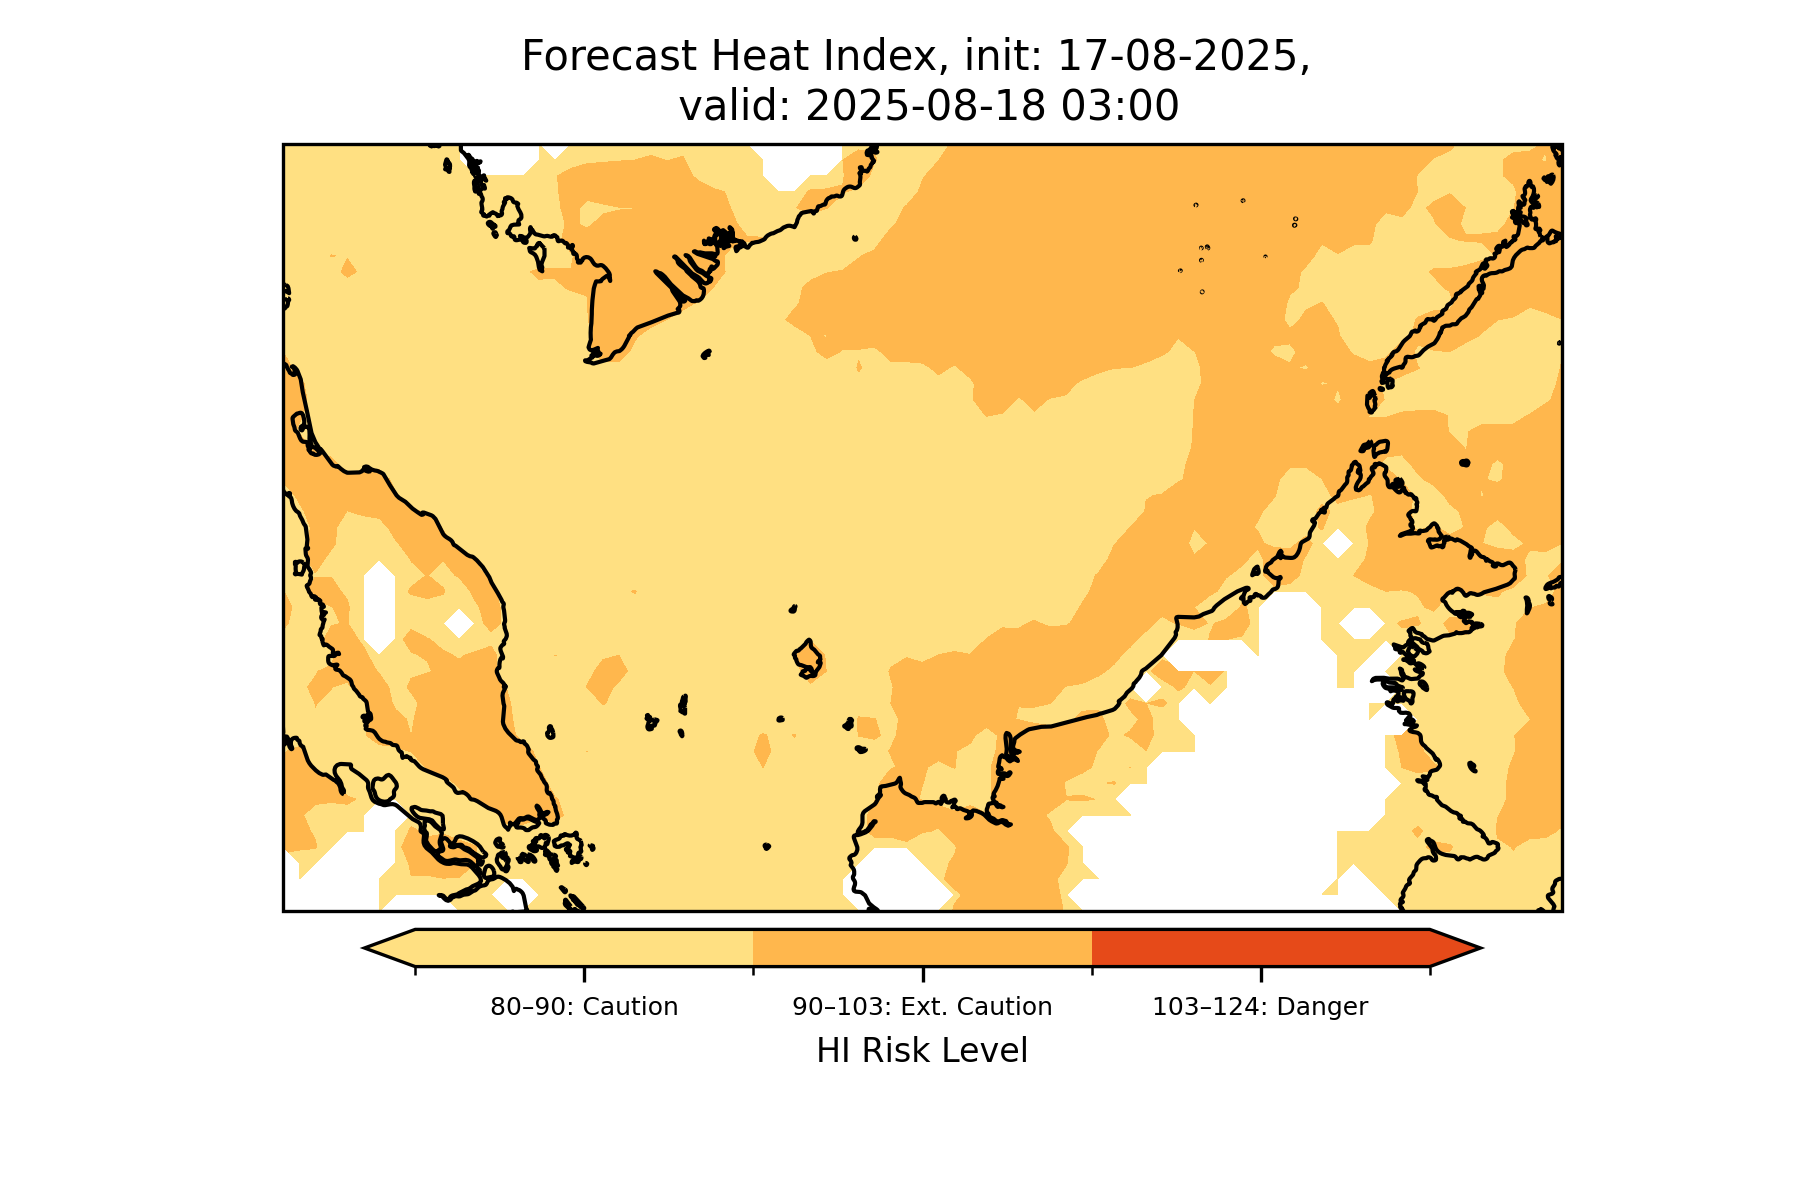 Forecast Heat Index, init: 17-08-2025,
valid: 2025-08-18 03:00
80–90: Caution
90–103: Ext. Caution
103–124: Danger
HI Risk Level